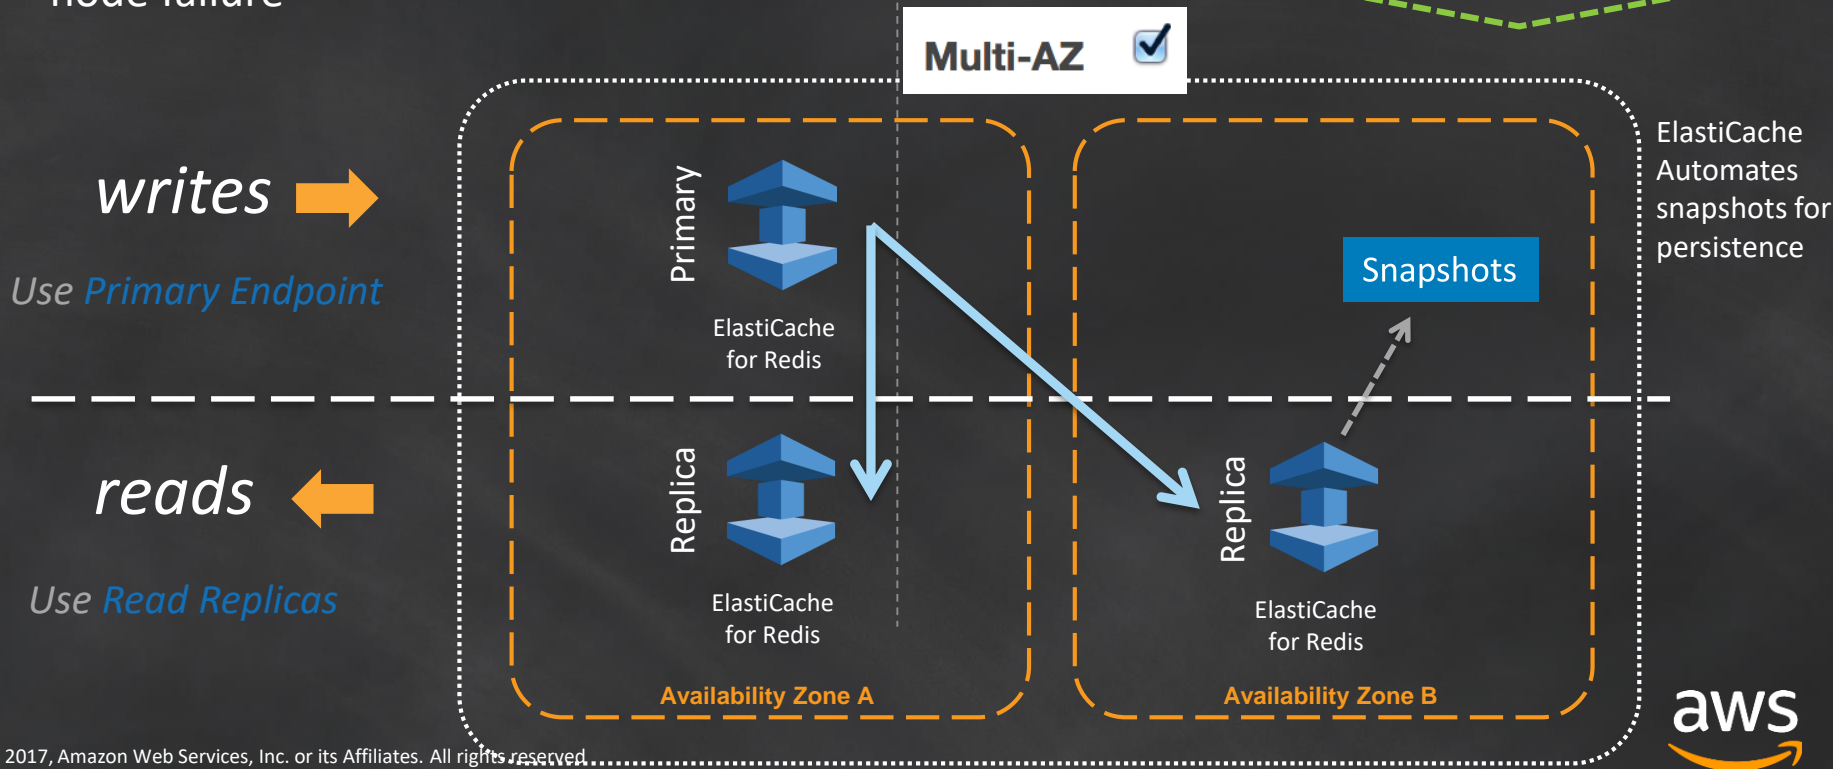 node failure
Multi-AZ
writes
Use Primary Endpoint
reads
Use Read Replicas
Primary
ElastiCache
for Redis
Replica
ElastiCache
for Redis
Availability Zone A
Snapshots
Replica
ElastiCache
for Redis
Availability Zone B
ElastiCache
Automates
snapshots for
persistence
aws
2017, Amazon Web Services, Inc. or its Affiliates. All rights reserved